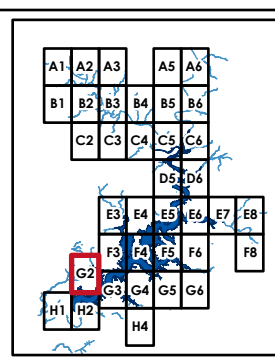 A1 A2 A3 A5 A6
B1 B2 B3 B4 B5 B6
C2 C3 C4 C5 C6
D5 D6
E3 E4 E5 E6 E7 E8
F3 F4 F5 F6 F8
G2 G3 G4 G5 G6
H1 H2 H4